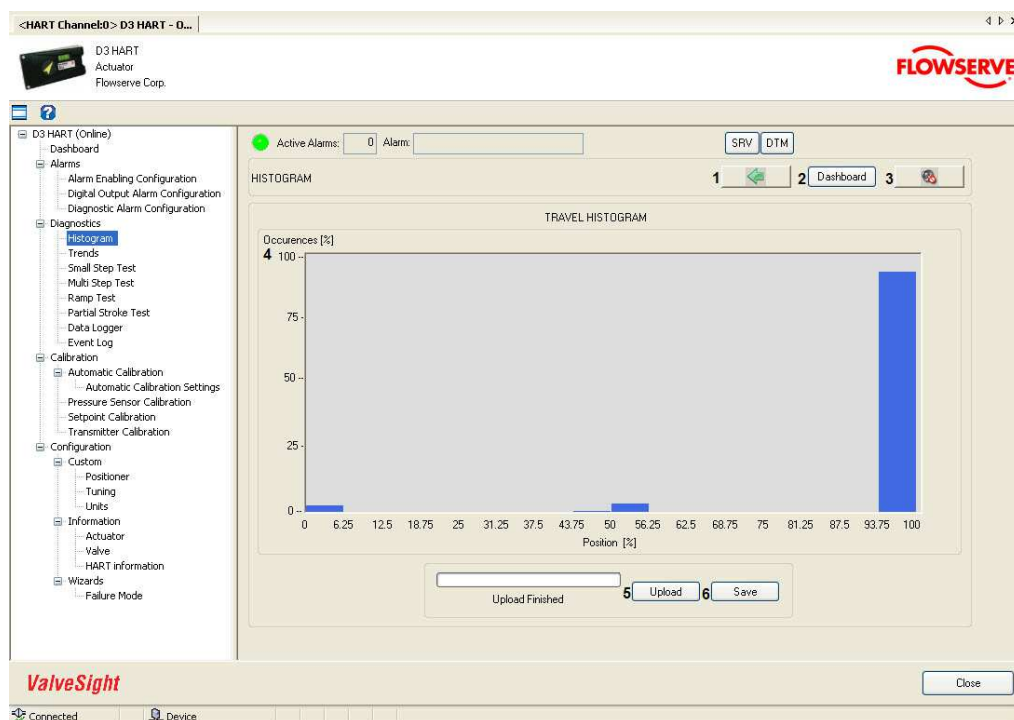 <HART Channel:0> D3 HART - O...
D3 HART
Actuator
Flowserve Corp.
FLOWSERVE
D3 HART (Online)
Dashboard
Alarms
Alarm Enabling Configuration
Digital Output Alarm Configuration
Diagnostic Alarm Configuration
Diagnostics
Histogram
Trends
Small Step Test
Multi Step Test
Ramp Test
Partial Stroke Test
Data Logger
Event Log
Calibration
Automatic Calibration
Automatic Calibration Settings
Pressure Sensor Calibration
Setpoint Calibration
Transmitter Calibration
Configuration
Custom
Positioner
Tuning
Units
Information
Actuator
Valve
HART information
Wizards
Failure Mode
Active Alarms: 0 Alarm: SRV DTM
HISTOGRAM 1 2 Dashboard 3
TRAVEL HISTOGRAM
Occurences [%]
4 100
75
50
25
0
0 6.25 12.5 18.75 25 31.25 37.5 43.75 50 56.25 62.5 68.75 75 81.25 87.5 93.75 100
Position [%]
Upload Finished 5 Upload 6 Save
ValveSight Close
Connected Device